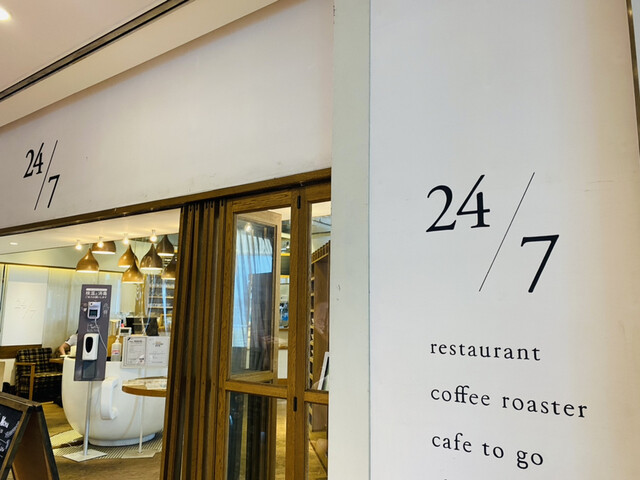 24/7
24/7
restaurant
coffee roaster
cafe to go